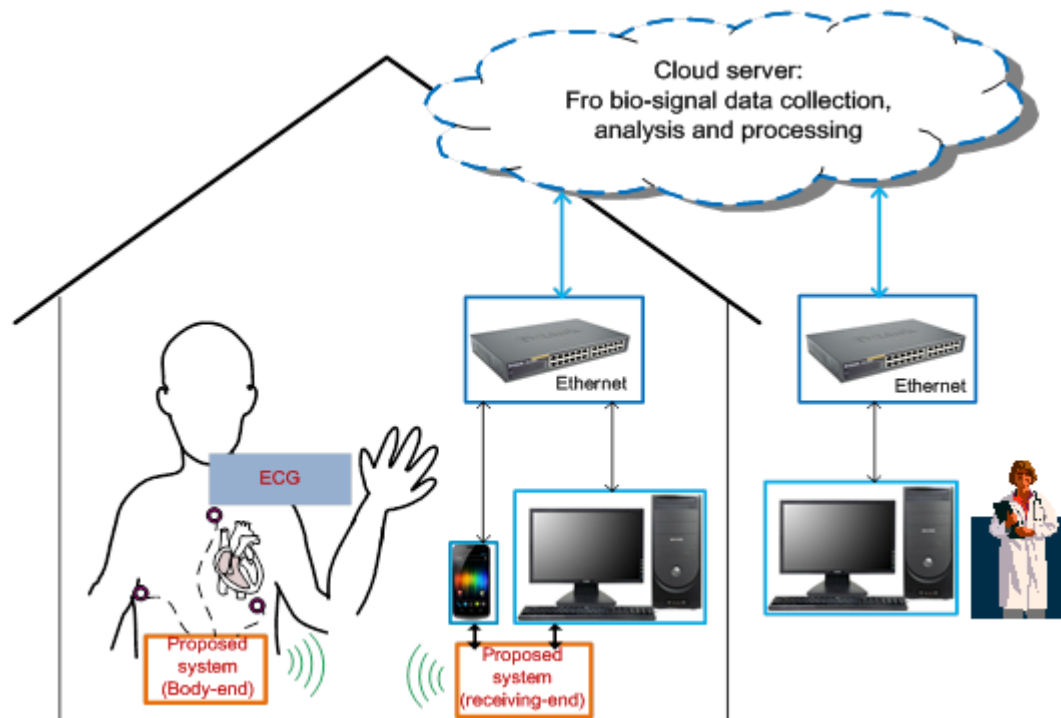 Cloud server:
Fro bio-signal data collection,
analysis and processing
Ethernet
Ethernet
ECG
Proposed
system
(Body-end)
Proposed
system
(receiving-end)